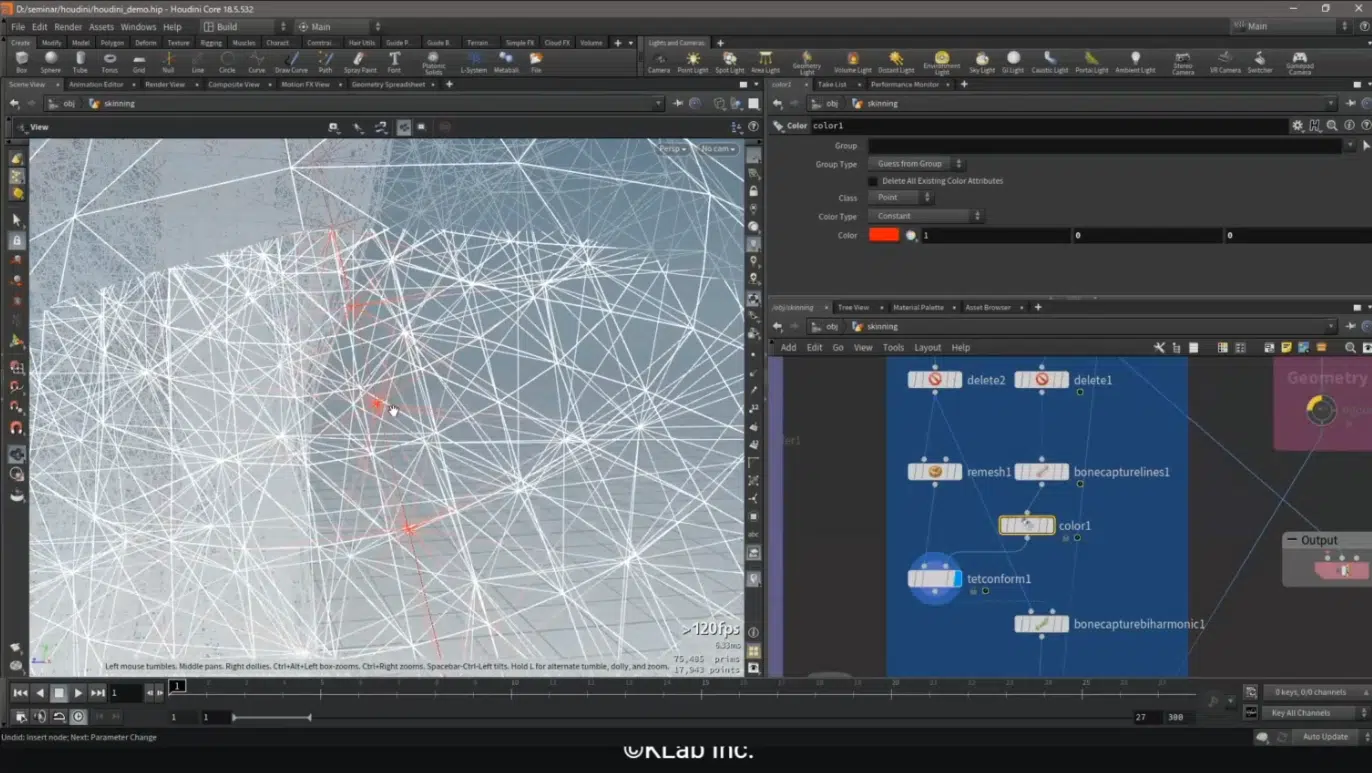 D:/seminar/houdini/houdini_demo.hip - Houdini Core 18.5.532
File Edit Render Assets Windows Help Build Main Main
Create Modify Model Polygon Deform Texture Rigging Muscles Charact... Constrai... Hair Utils Guide P... Guide B... Terrain... Simple FX Cloud FX Volume Lights and Cameras
Box Sphere Tube Torus Grid Null Line Circle Curve Draw Curve Path Spray Paint Font Platonic Solids L-System Metaball File Camera Point Light Spot Light Area Light Geometry Light Volume Light Distant Light Environment Light Sky Light GI Light Caustic Light Portal Light Ambient Light Stereo Camera VR Camera Switcher Gamepad Camera
Scene View Animation Editor Render View Composite View Motion FX View Geometry Spreadsheet color1 Take List Performance Monitor
obj skinning obj skinning
View
Persp No cam
Color color1
Group
Group Type Guess from Group
Delete All Existing Color Attributes
Class Point
Color Type Constant
Color 1 0 0
/obj/skinning Tree View Material Palette Asset Browser
obj skinning
Add Edit Go View Tools Layout Help
delete2 delete1
Geometry
remesh1 bonecapturelines1
color1
Output
tetconform1
bonecapturebiharmonic1
>120fps
6.33ms
75,485 prims
17,943 points
Left mouse tumbles. Middle pans. Right dollies. Ctrl+Alt+Left box-zooms. Ctrl+Right zooms. Spacebar-Ctrl-Left tilts. Hold L for alternate tumble, dolly, and zoom.
1 1
0 keys, 0/0 channels
1 1 27 300 Key All Channels
Undid: Insert node; Next: Parameter Change Auto Update
©KLab Inc.